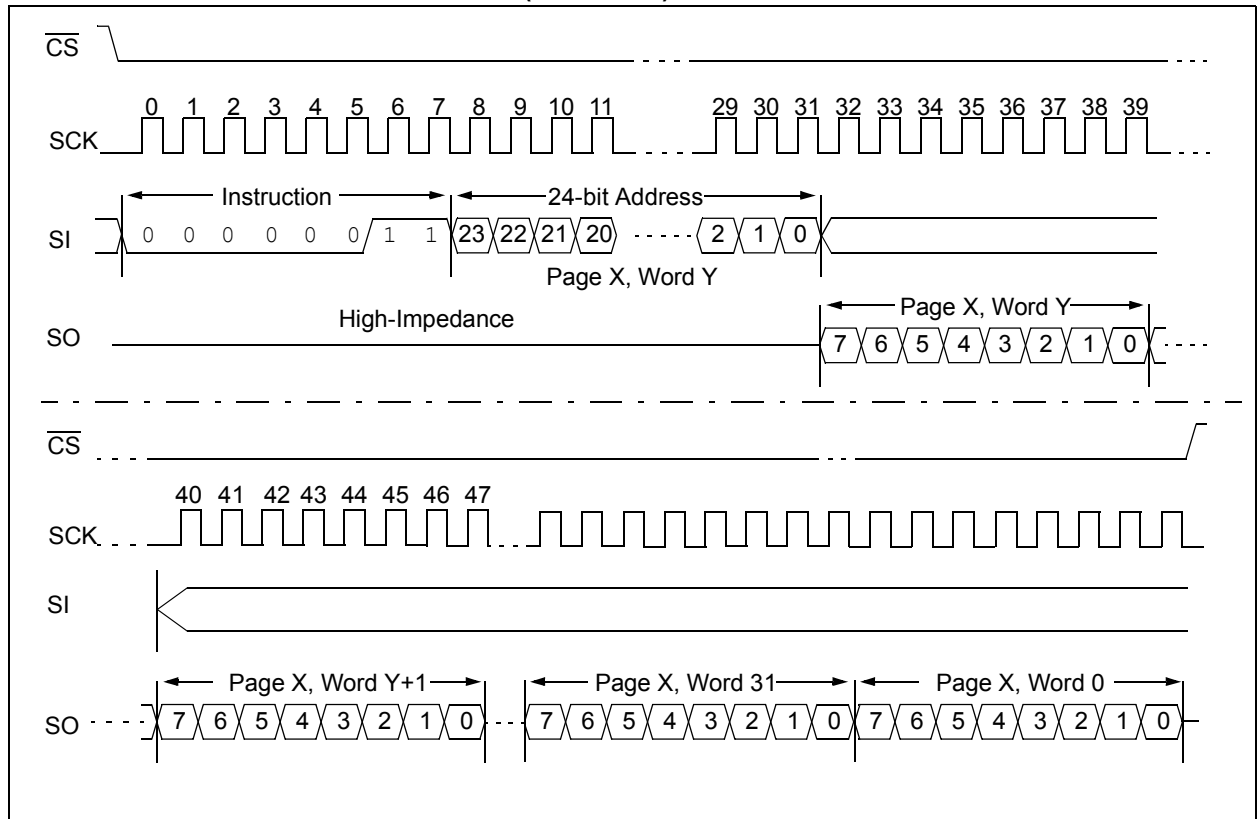 CS
0 1 2 3 4 5 6 7 8 9 10 11 29 30 31 32 33 34 35 36 37 38 39
SCK
Instruction 24-bit Address
SI 0 0 0 0 0 0 1 1 23 22 21 20 2 1 0
Page X, Word Y
High-Impedance Page X, Word Y
SO 7 6 5 4 3 2 1 0
CS
40 41 42 43 44 45 46 47
SCK
SI
Page X, Word Y+1 Page X, Word 31 Page X, Word 0
SO 7 6 5 4 3 2 1 0 7 6 5 4 3 2 1 0 7 6 5 4 3 2 1 0